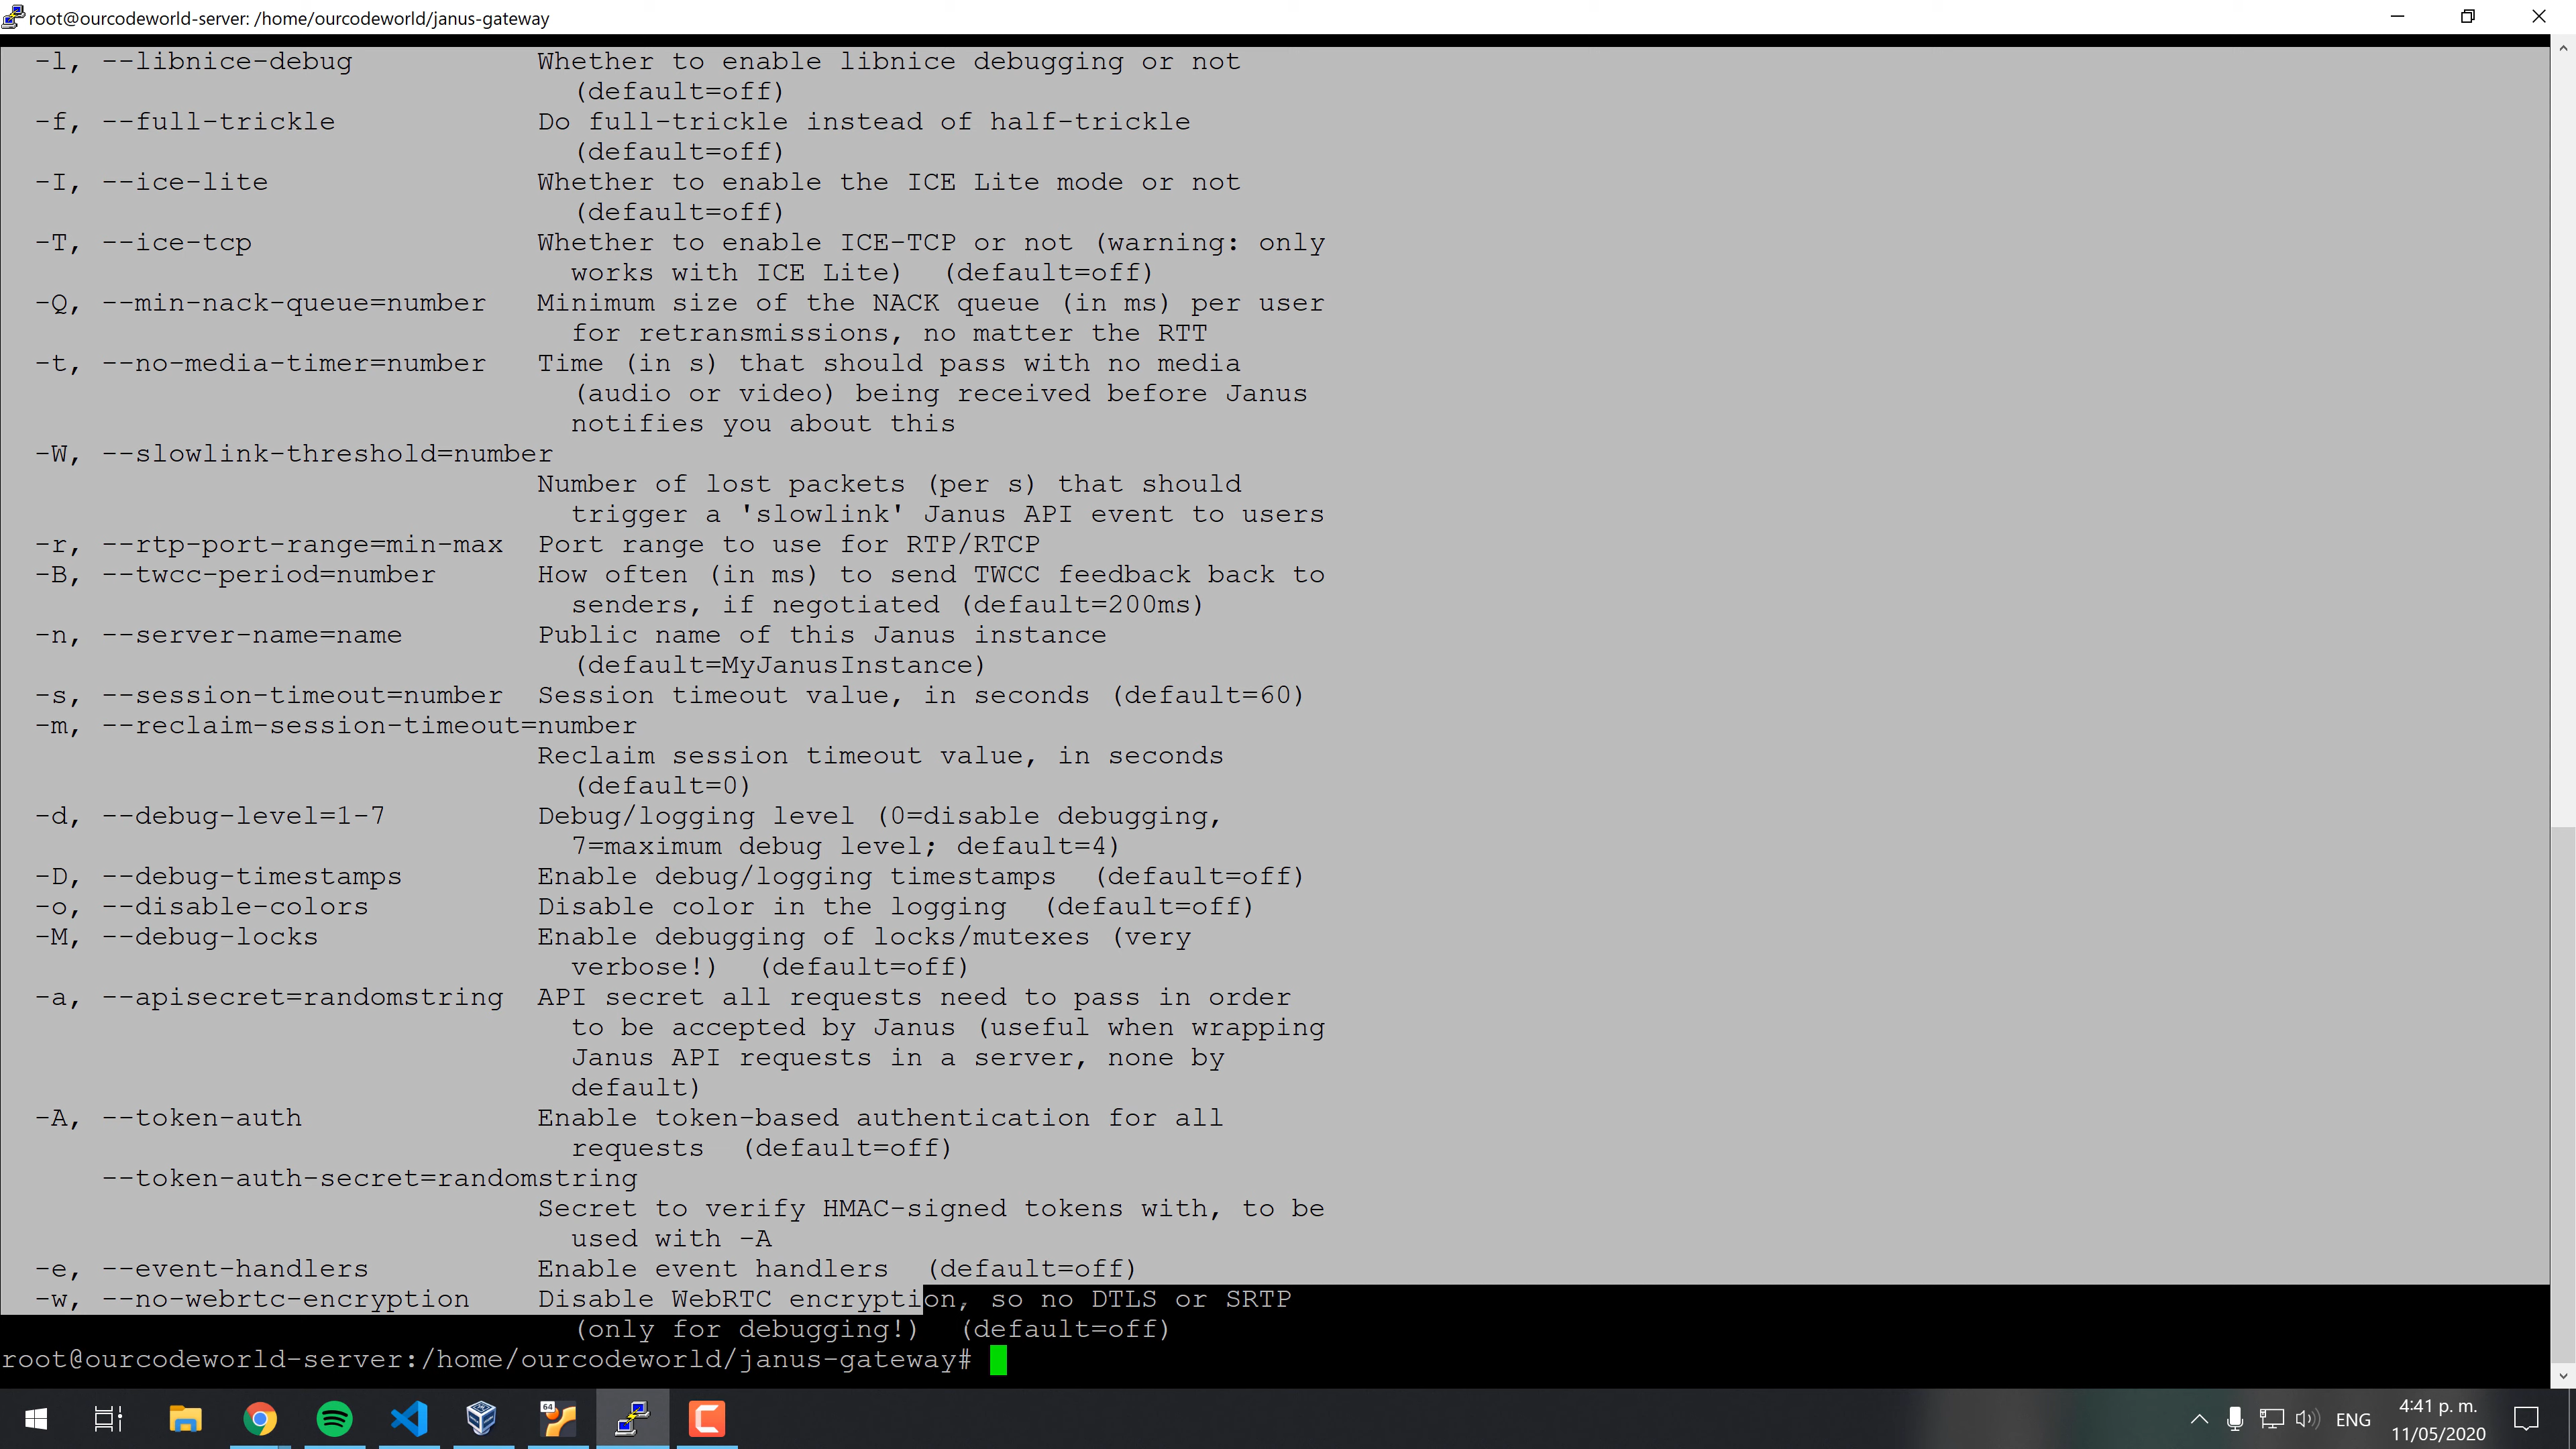 root@ourcodeworld-server: /home/ourcodeworld/janus-gateway
-l, --libnice-debug Whether to enable libnice debugging or not
(default=off)
-f, --full-trickle Do full-trickle instead of half-trickle
(default=off)
-I, --ice-lite Whether to enable the ICE Lite mode or not
(default=off)
-T, --ice-tcp Whether to enable ICE-TCP or not (warning: only
works with ICE Lite) (default=off)
-Q, --min-nack-queue=number Minimum size of the NACK queue (in ms) per user
for retransmissions, no matter the RTT
-t, --no-media-timer=number Time (in s) that should pass with no media
(audio or video) being received before Janus
notifies you about this
-W, --slowlink-threshold=number
Number of lost packets (per s) that should
trigger a 'slowlink' Janus API event to users
-r, --rtp-port-range=min-max Port range to use for RTP/RTCP
-B, --twcc-period=number How often (in ms) to send TWCC feedback back to
senders, if negotiated (default=200ms)
-n, --server-name=name Public name of this Janus instance
(default=MyJanusInstance)
-s, --session-timeout=number Session timeout value, in seconds (default=60)
-m, --reclaim-session-timeout=number
Reclaim session timeout value, in seconds
(default=0)
-d, --debug-level=1-7 Debug/logging level (0=disable debugging,
7=maximum debug level; default=4)
-D, --debug-timestamps Enable debug/logging timestamps (default=off)
-o, --disable-colors Disable color in the logging (default=off)
-M, --debug-locks Enable debugging of locks/mutexes (very
verbose!) (default=off)
-a, --apisecret=randomstring API secret all requests need to pass in order
to be accepted by Janus (useful when wrapping
Janus API requests in a server, none by
default)
-A, --token-auth Enable token-based authentication for all
requests (default=off)
--token-auth-secret=randomstring
Secret to verify HMAC-signed tokens with, to be
used with -A
-e, --event-handlers Enable event handlers (default=off)
-w, --no-webrtc-encryption Disable WebRTC encryption, so no DTLS or SRTP
(only for debugging!) (default=off)
root@ourcodeworld-server:/home/ourcodeworld/janus-gateway#
64
ENG
4:41 p. m.
11/05/2020